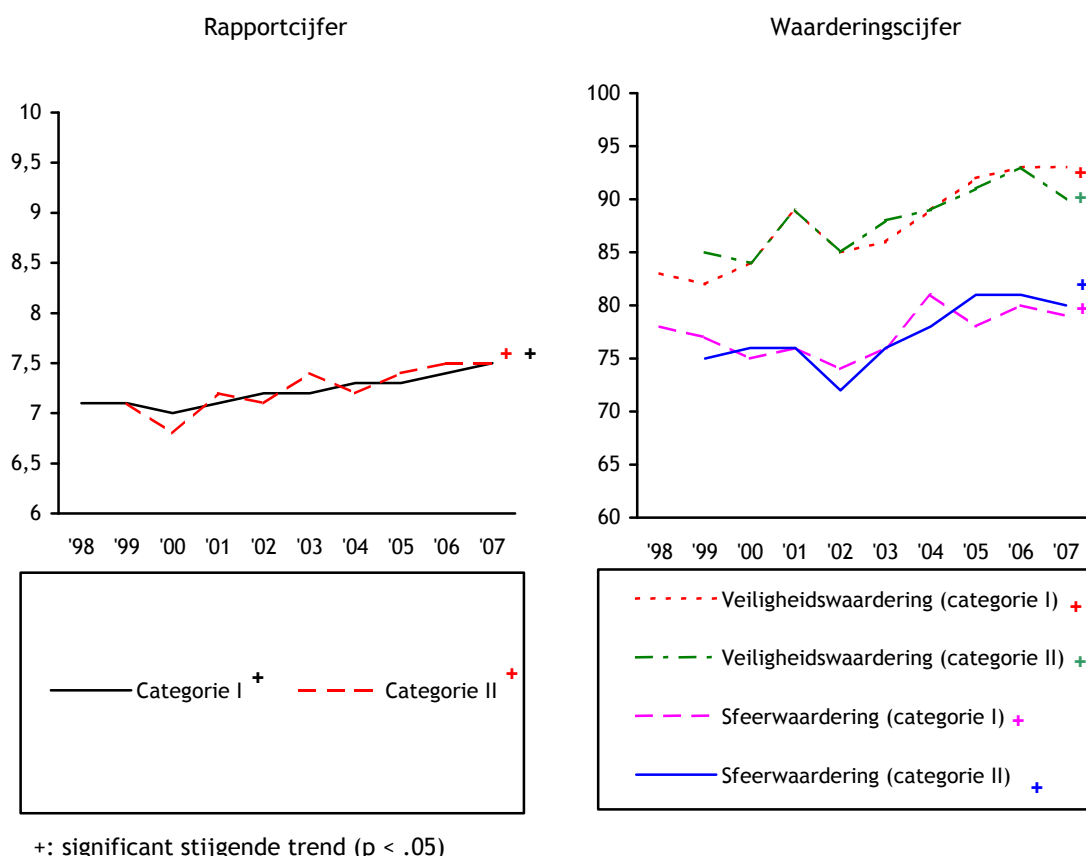 Rapportcijfer
10
9,5
9
8,5
8
7,5
7
6,5
6
'98 '99 '00 '01 '02 '03 '04 '05 '06 '07
+ +
Categorie I + Categorie II +
Waarderingscijfer
100
95
90
85
80
75
70
65
60
'98 '99 '00 '01 '02 '03 '04 '05 '06 '07
+
+
+
+
Veiligheidswaardering (categorie I) +
Veiligheidswaardering (categorie II) +
Sfeerwaardering (categorie I) +
Sfeerwaardering (categorie II) +
+: significant stijgende trend (p < .05)